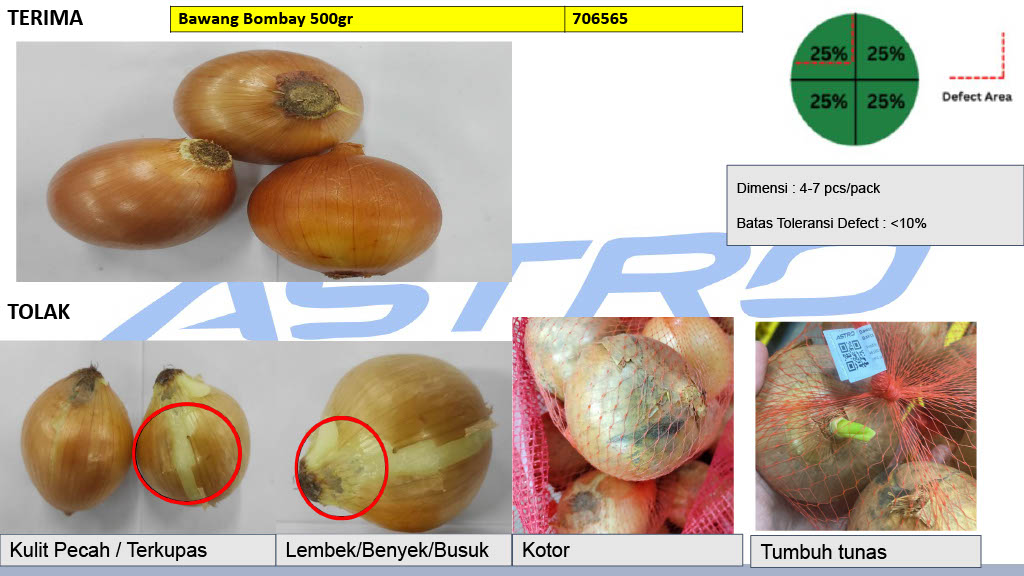 TERIMA
Bawang Bombay 500gr 706565
25% 25%
25% 25%
Defect Area
Dimensi : 4-7 pcs/pack
Batas Toleransi Defect : <10%
ASTRO
TOLAK
ASTRO
Kulit Pecah / Terkupas
Lembek/Benyek/Busuk
Kotor
Tumbuh tunas